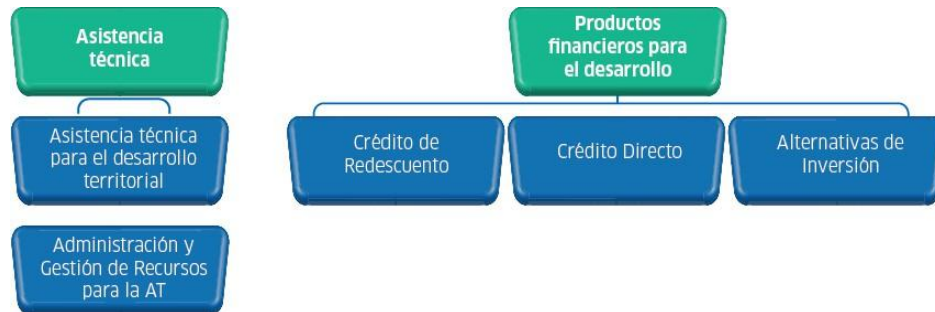 Asistencia
técnica
Asistencia técnica
para el desarrollo
territorial
Administración y
Gestión de Recursos
para la AT
Productos
financieros para
el desarrollo
Crédito de
Redescuento
Crédito Directo
Alternativas de
Inversión